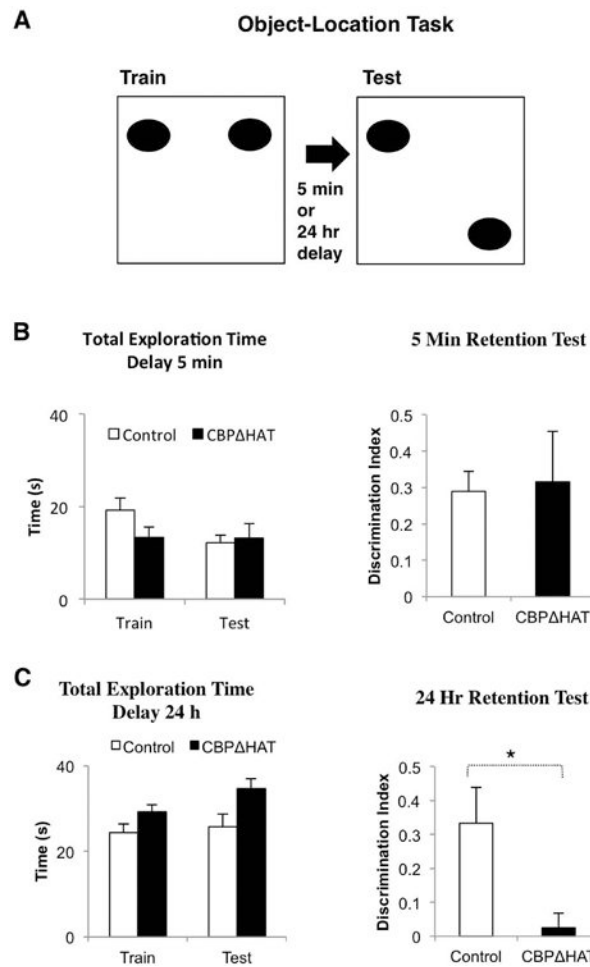 A
Object-Location Task
Train
Test
5 min
or
24 hr
delay
B
Total Exploration Time
Delay 5 min
Control
CBPΔHAT
Time (s)
40
20
0
Train
Test
5 Min Retention Test
Discrimination Index
0.5
0.4
0.3
0.2
0.1
0
Control
CBPΔHAT
C
Total Exploration Time
Delay 24 h
Control
CBPΔHAT
Time (s)
40
20
0
Train
Test
24 Hr Retention Test
*
Discrimination Index
0.5
0.4
0.3
0.2
0.1
0
Control
CBPΔHAT